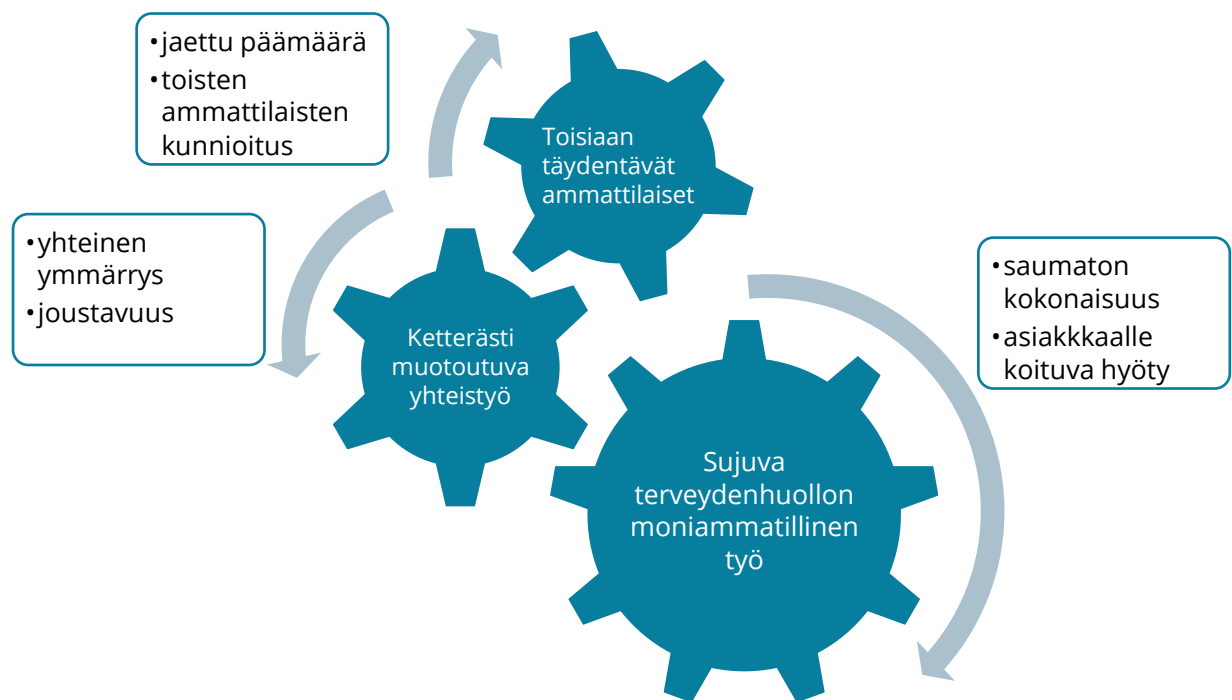 •jaettu päämäärä
•toisten
ammattilaisten
kunnioitus
Toisiaan
täydentävät
ammattilaiset
•yhteinen
ymmärrys
•joustavuus
Ketterästi
muotoutuva
yhteistyö
•saumaton
kokonaisuus
•asiakkkaalle
koituva hyöty
Sujuva
terveydenhuollon
moniammatillinen
työ